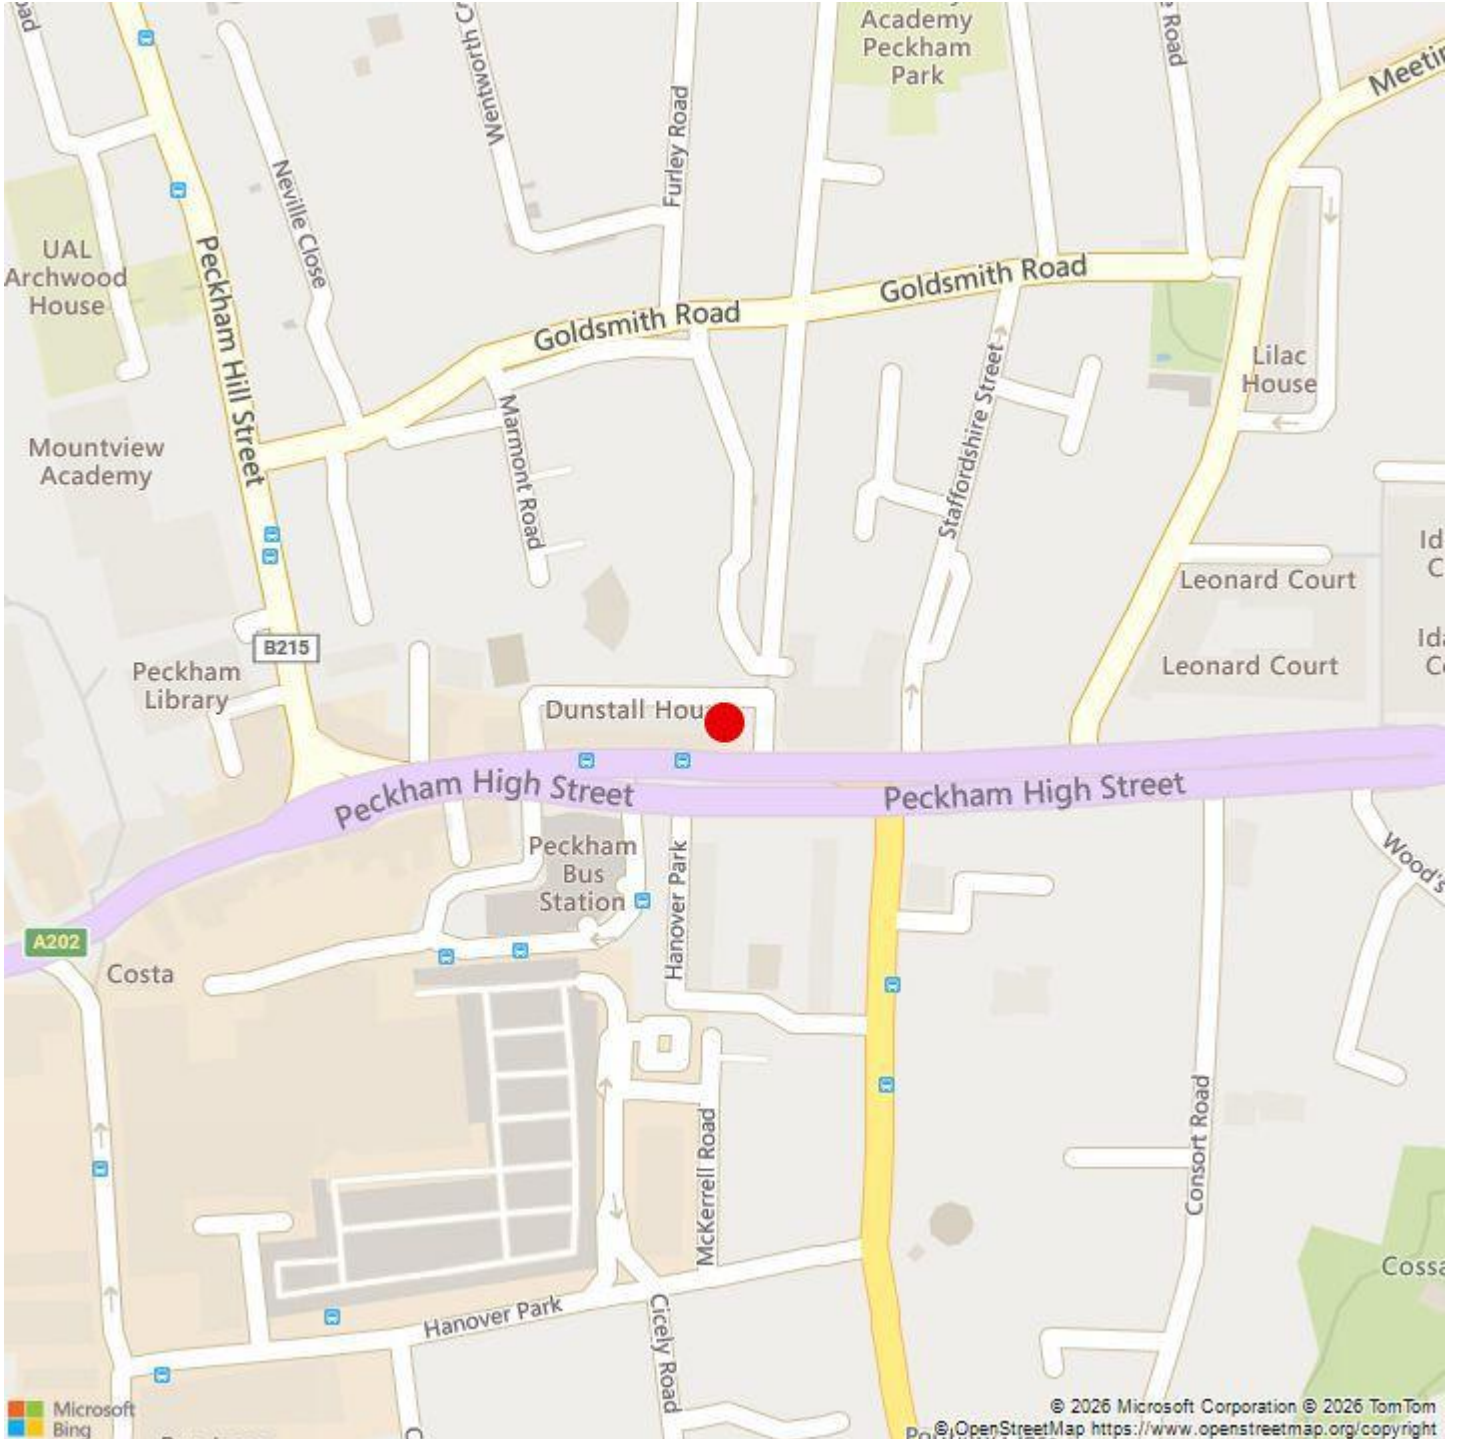 Academy
Peckham
Park
Road
Meetin
Wentworth C
Furley Road
Neville Close
UAL
Archwood
House
Peckham Hill Street
Goldsmith Road
Goldsmith Road
Lilac
House
Staffordshire Street
Marmont Road
Mountview
Academy
Leonard Court
B215
Leonard Court
Peckham
Library
Dunstall Hou
Peckham High Street
Peckham High Street
Peckham
Bus
Station
Hanover Park
Wood's
A202
Costa
Consort Road
McKerrell Road
Cossa
Hanover Park
Cicely Road
Microsoft
Bing
© 2026 Microsoft Corporation © 2026 TomTom
© OpenStreetMap https://www.openstreetmap.org/copyright